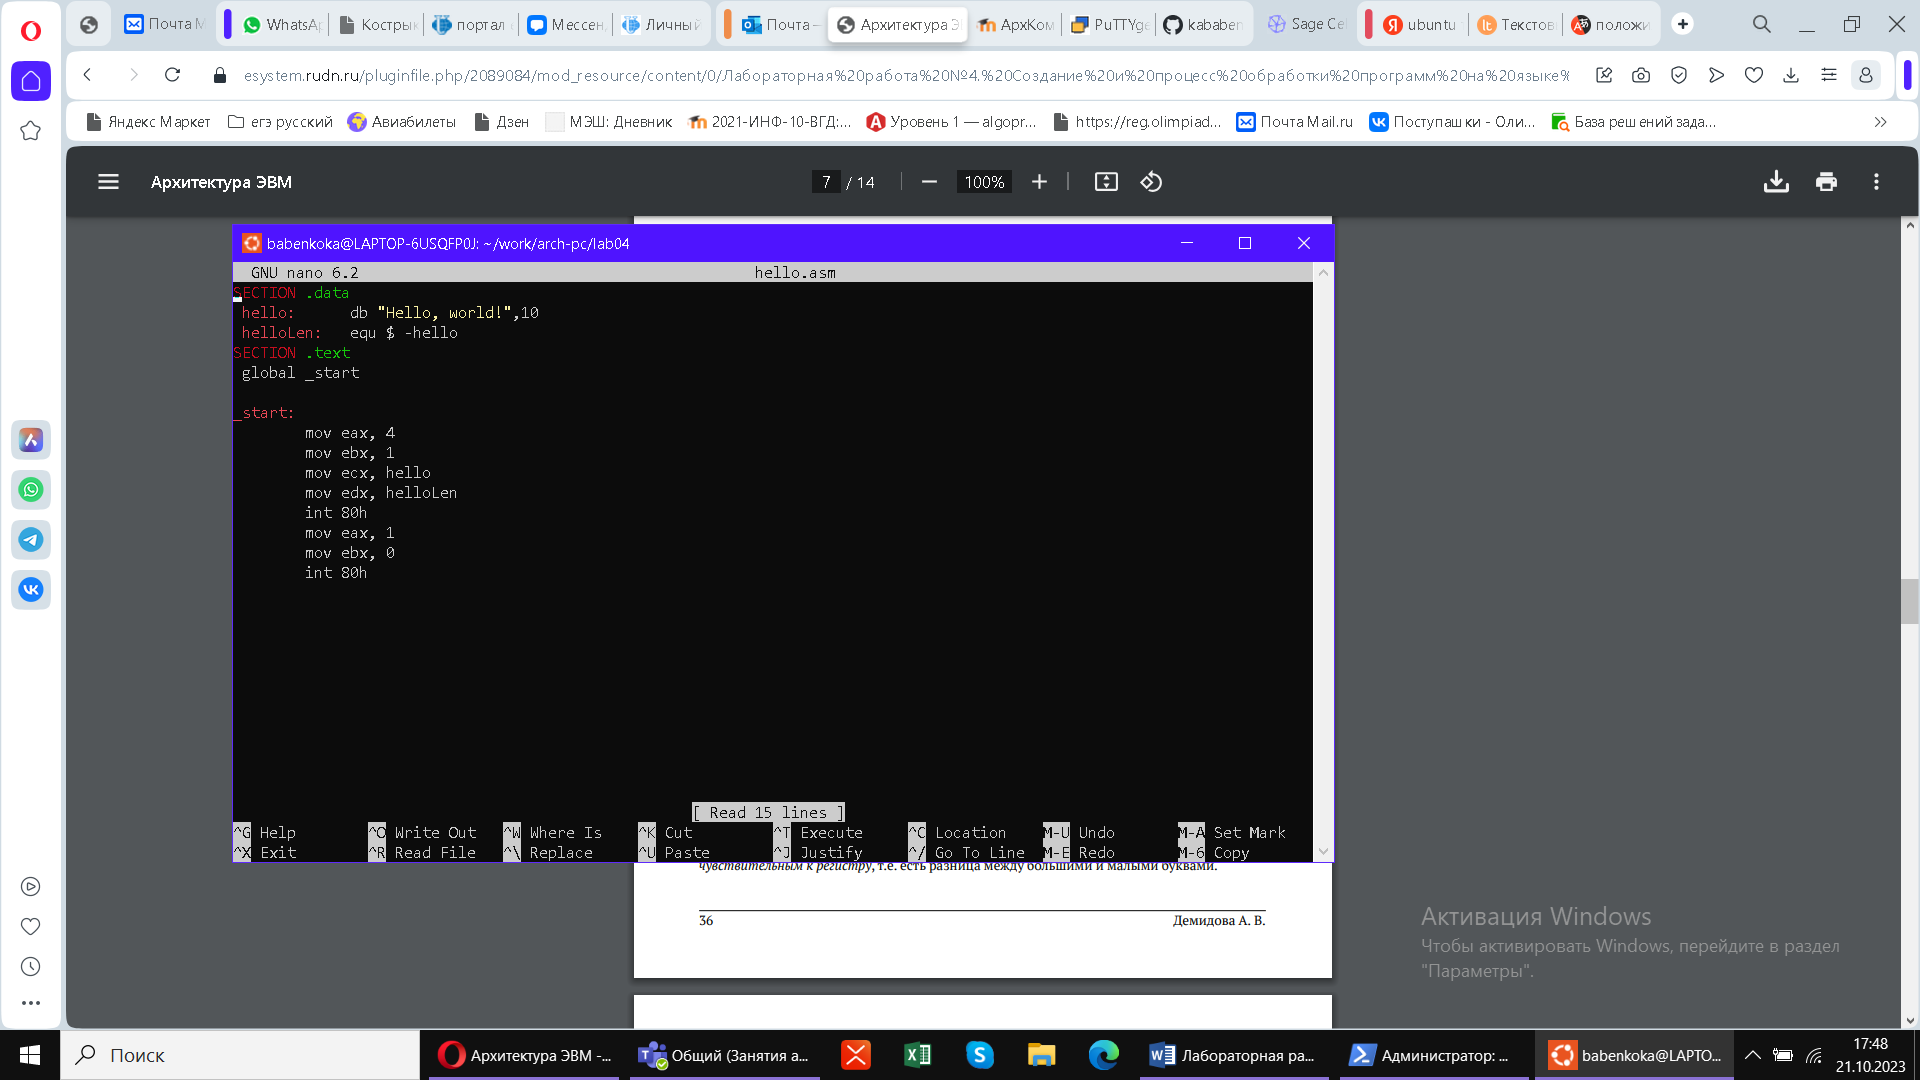 Почта М
WhatsAp
Кострык
портал
Мессен
Личный
Почта —
Архитектура Э
АрхКом
PuTTYge
kababen
Sage Ce
ubuntu
Текстов
положи
esystem.rudn.ru/pluginfile.php/2089084/mod_resource/content/0/Лабораторная%20работа%20№4.%20Создание%20и%20процесс%20обработки%20программ%20на%20языке%
Яндекс Маркет
егэ русский
Авиабилеты
Дзен
МЭШ: Дневник
2021-ИНФ-10-ВГД:...
Уровень 1 — algopr...
https://reg.olimpiad...
Почта Mail.ru
Поступашки - Оли...
База решений зада...
Архитектура ЭВМ
7 / 14
100%
babenkoka@LAPTOP-6USQFP0J: ~/work/arch-pc/lab04
GNU nano 6.2 hello.asm
SECTION .data
hello: db "Hello, world!",10
helloLen: equ $ -hello
SECTION .text
global _start
_start:
mov eax, 4
mov ebx, 1
mov ecx, hello
mov edx, helloLen
int 80h
mov eax, 1
mov ebx, 0
int 80h
[ Read 15 lines ]
^G Help ^O Write Out ^W Where Is ^K Cut ^T Execute ^C Location M-U Undo M-A Set Mark
^X Exit ^R Read File ^\ Replace ^U Paste ^J Justify ^/ Go To Line M-E Redo M-6 Copy
чувствительным к регистру, т.е. есть разница между большими и малыми буквами.
36 Демидова А. В.
Активация Windows
Чтобы активировать Windows, перейдите в раздел
"Параметры".
Поиск
Архитектура ЭВМ -...
Общий (Занятия а...
Лабораторная ра...
Администратор: ...
babenkoka@LAPTO...
17:48
21.10.2023